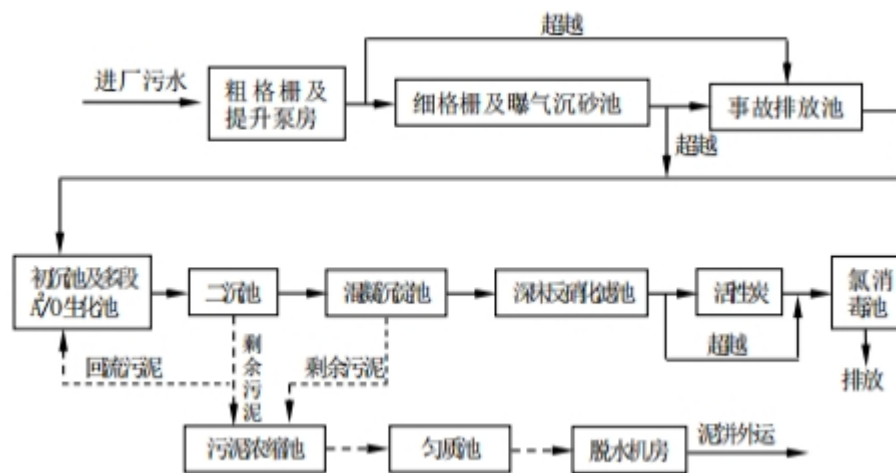 超越
进厂污水
粗格栅及
提升泵房
细格栅及曝气沉砂池
事故排放池
超越
初沉池及多段
A²/O生化池
二沉池
混凝沉淀池
深床反硝化滤池
活性炭
氯消
毒池
超越
排放
回流污泥
剩余污泥
剩余污泥
污泥浓缩池
匀质池
脱水机房
泥饼外运